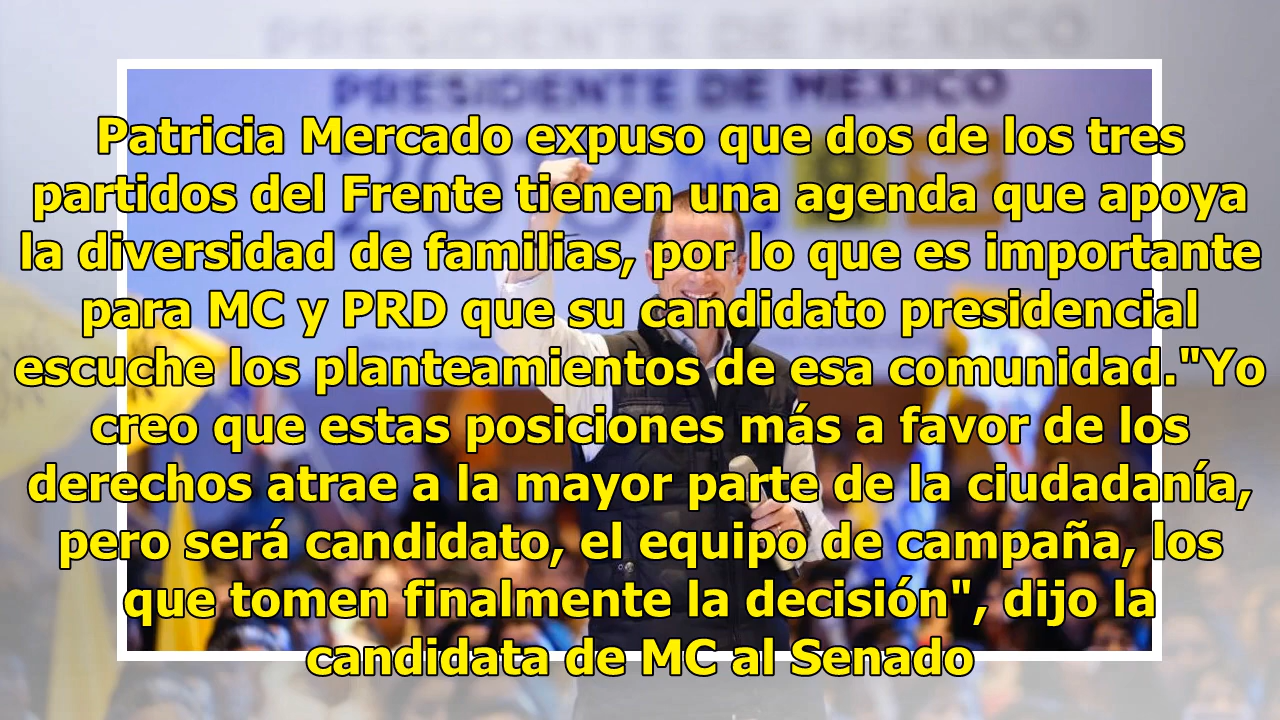 PRESIDENTE DE MÉXICO
PRESIDENTE DE MÉXICO
Patricia Mercado expuso que dos de los tres
partidos del Frente tienen una agenda que apoya
la diversidad de familias, por lo que es importante
para MC y PRD que su candidato presidencial
escuche los planteamientos de esa comunidad."Yo
creo que estas posiciones más a favor de los
derechos atrae a la mayor parte de la ciudadanía,
pero será candidato, el equipo de campaña, los
que tomen finalmente la decisión", dijo la
candidata de MC al Senado